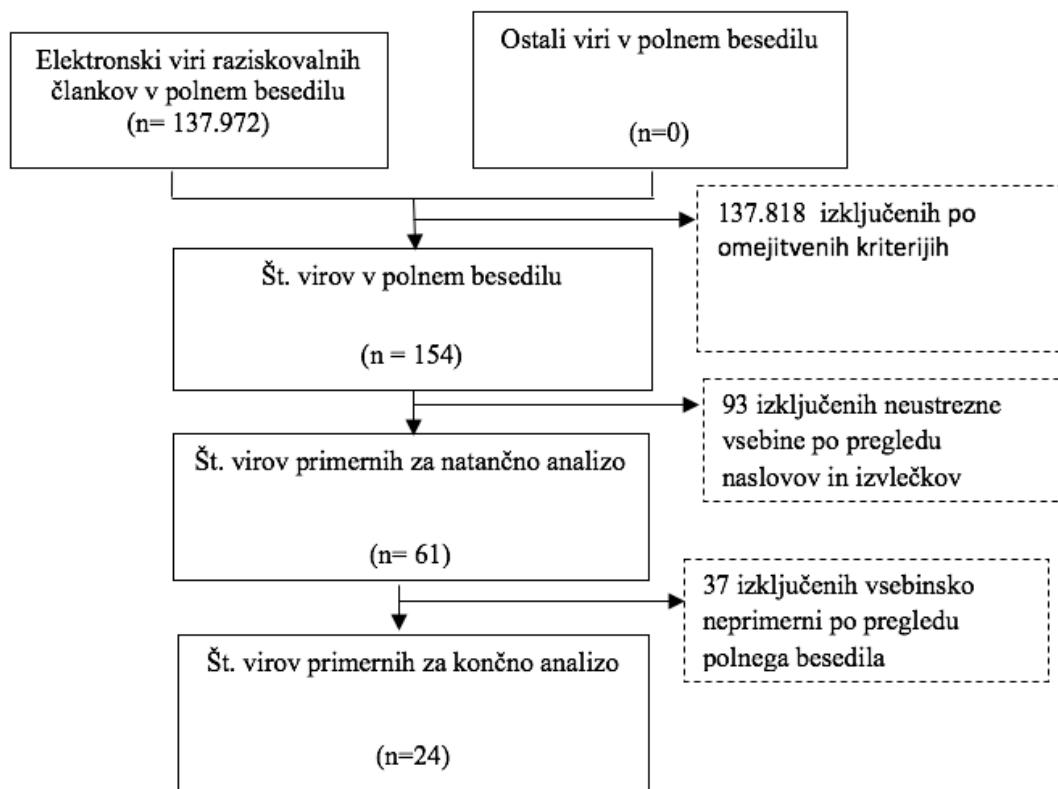 Elektronski viri raziskovalnih
člankov v polnem besedilu
(n= 137.972)
Ostali viri v polnem besedilu
(n=0)
137.818 izključenih po
omejitvenih kriterijih
Št. virov v polnem besedilu
(n = 154)
93 izključenih neustrezne
vsebine po pregledu
naslovov in izvlečkov
Št. virov primernih za natančno analizo
(n= 61)
37 izključenih vsebinsko
neprimerni po pregledu
polnega besedila
Št. virov primernih za končno analizo
(n=24)